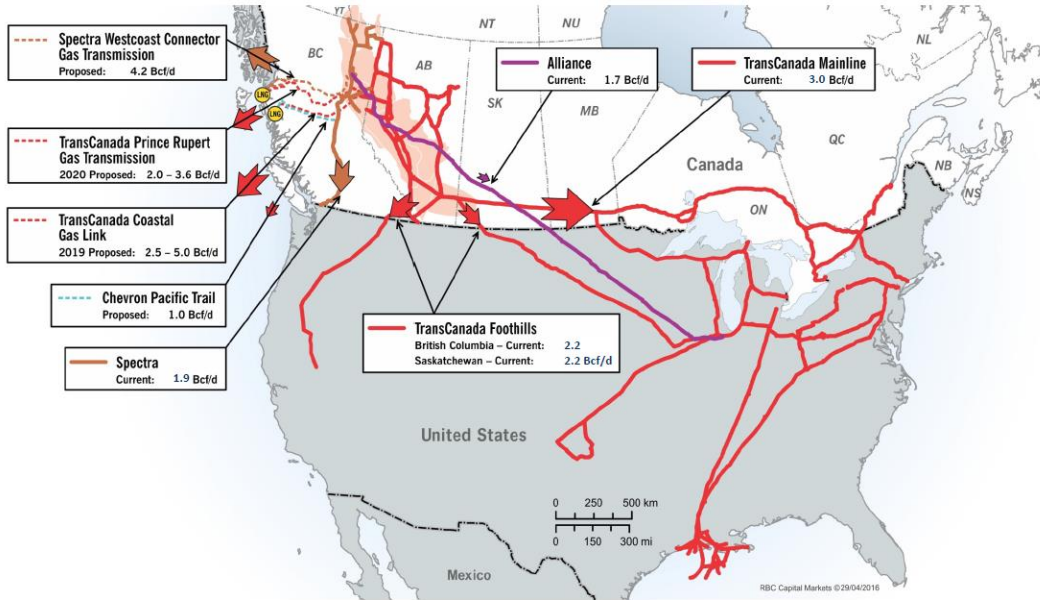 Spectra Westcoast Connector
Gas Transmission
Proposed: 4.2 Bcf/d
TransCanada Prince Rupert
Gas Transmission
2020 Proposed: 2.0 – 3.6 Bcf/d
TransCanada Coastal
Gas Link
2019 Proposed: 2.5 – 5.0 Bcf/d
Chevron Pacific Trail
Proposed: 1.0 Bcf/d
Spectra
Current: 1.9 Bcf/d
Alliance
Current: 1.7 Bcf/d
TransCanada Mainline
Current: 3.0 Bcf/d
TransCanada Foothills
British Columbia – Current: 2.2
Saskatchewan – Current: 2.2 Bcf/d
YT
NT
NU
BC
AB
SK
MB
ON
QC
NL
NB
NS
LNG
LNG
Canada
United States
Mexico
0 250 500 km
0 150 300 mi
RBC Capital Markets ©29/04/2016